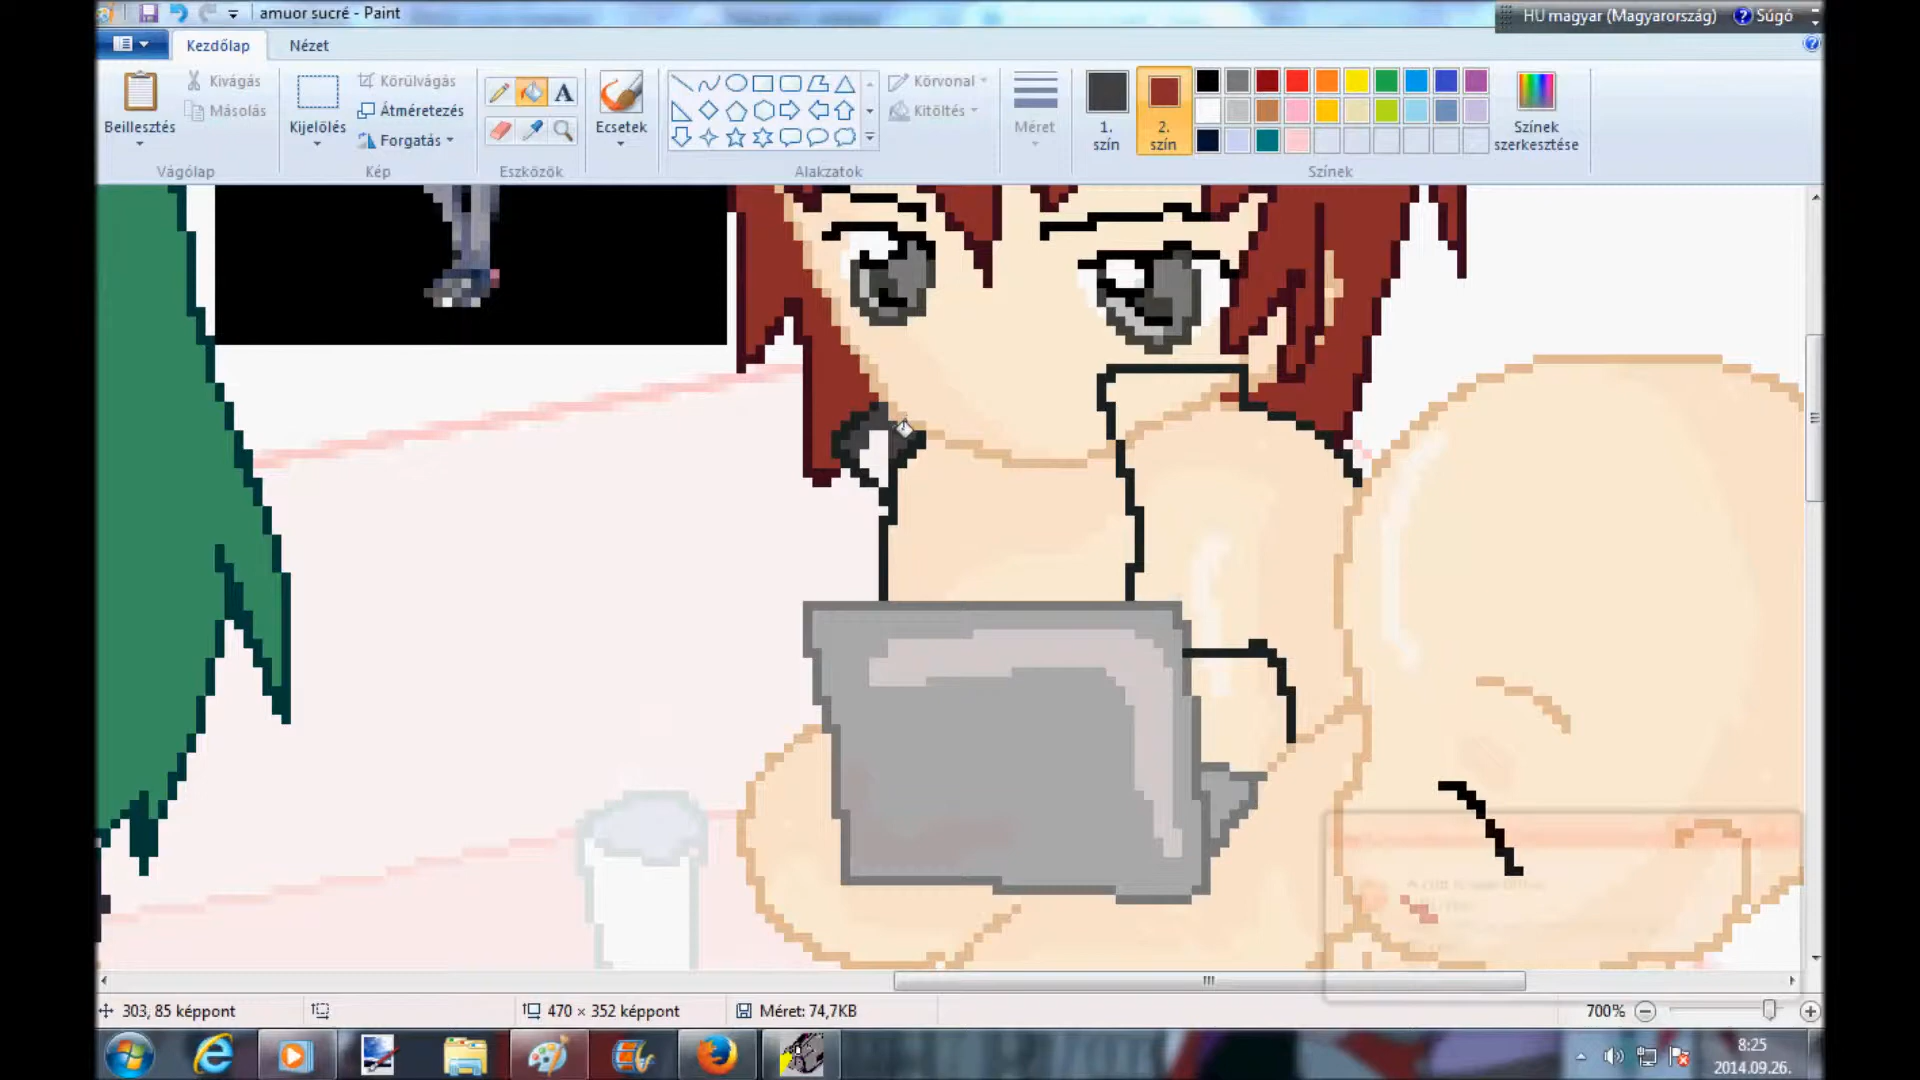 amuor sucré - Paint
HU magyar (Magyarország) Súgó
Kezdőlap Nézet
Beillesztés
Kivágás
Másolás
Vágólap
Kijelölés
Körülvágás
Átméretezés
Forgatás
Kép
A
Eszközök
Ecsetek
Körvonal
Kitöltés
Alakzatok
Méret
1.
szín
2.
szín
Színek
Színek
szerkesztése
303, 85 képpont
470 × 352 képpont
Méret: 74,7KB
700%
8:25
2014.09.26.